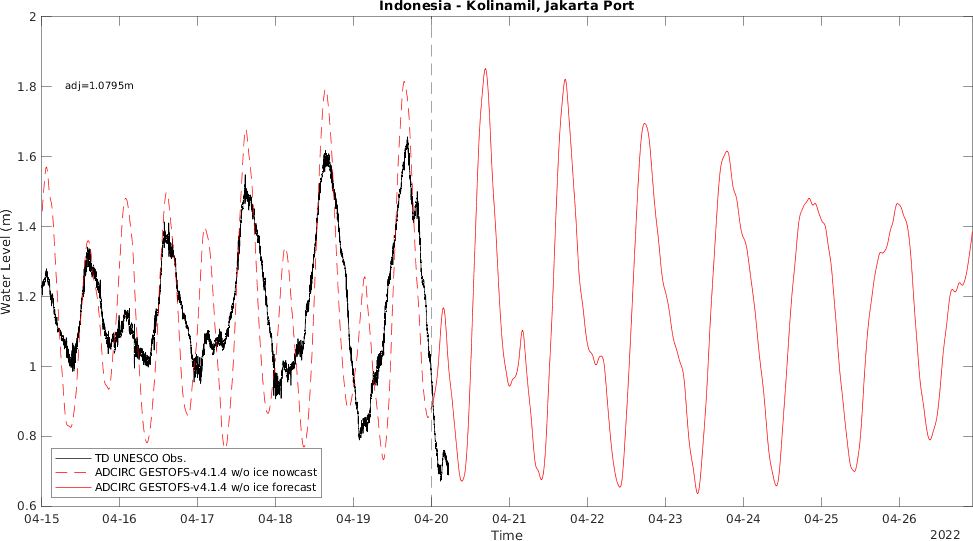 Indonesia - Kolinamil, Jakarta Port
2
1.8
1.6
1.4
1.2
1
0.8
0.6
Water Level (m)
adj=1.0795m
TD UNESCO Obs.
ADCIRC GESTOFS-v4.1.4 w/o ice nowcast
ADCIRC GESTOFS-v4.1.4 w/o ice forecast
04-15 04-16 04-17 04-18 04-19 04-20 04-21 04-22 04-23 04-24 04-25 04-26
Time
2022